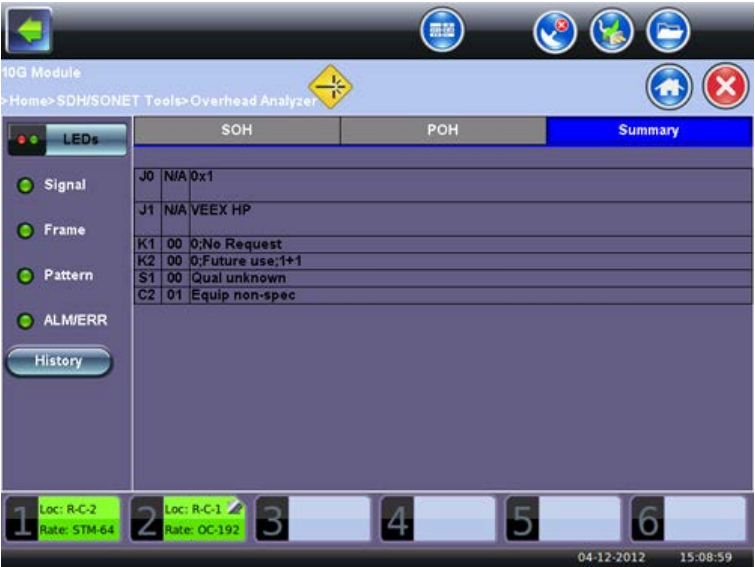 10G Module
>Home>SDH/SONET Tools>Overhead Analyzer
LEDs
SOH
POH
Summary
Signal
Frame
Pattern
ALM/ERR
History
J0 N/A 0x1
J1 N/A VEEX HP
K1 00 0;No Request
K2 00 0;Future use;1+1
S1 00 Qual unknown
C2 01 Equip non-spec
1
Loc: R-C-2
Rate: STM-64
2
Loc: R-C-1
Rate: OC-192
3
4
5
6
04-12-2012 15:08:59